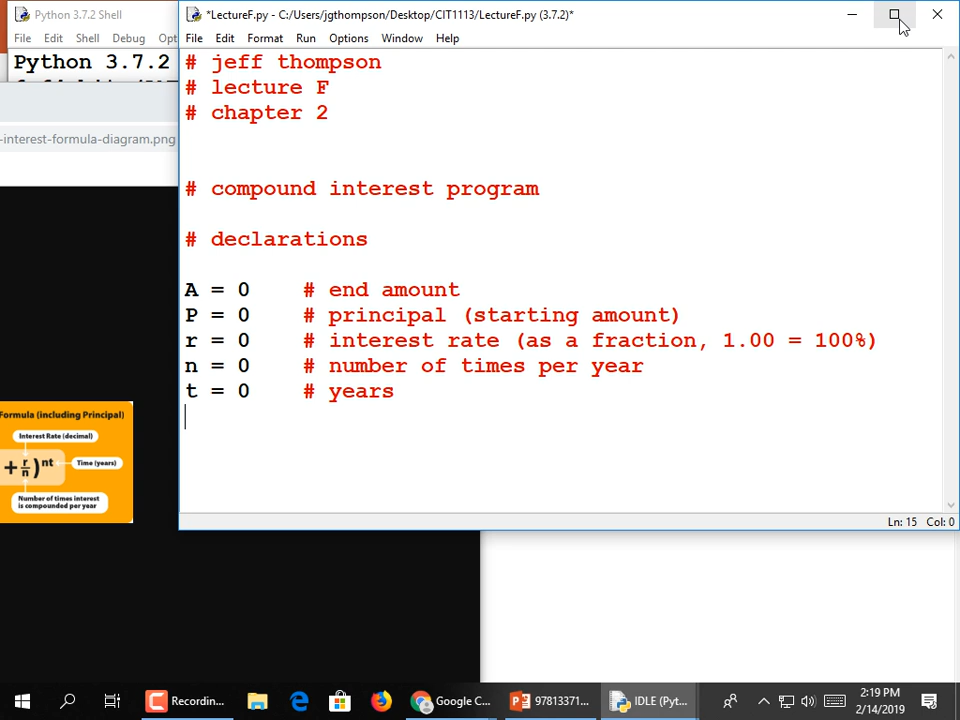 Python 3.7.2 Shell
File Edit Shell Debug Opt
Python 3.7.2
-interest-formula-diagram.png
Formula (including Principal)
Interest Rate (decimal)
+ r/n ) nt
Time (years)
Number of times interest
is compounded per year
*LectureF.py - C:/Users/jgthompson/Desktop/CIT1113/LectureF.py (3.7.2)*
File Edit Format Run Options Window Help
# jeff thompson
# lecture F
# chapter 2
# compound interest program
# declarations
A = 0 # end amount
P = 0 # principal (starting amount)
r = 0 # interest rate (as a fraction, 1.00 = 100%)
n = 0 # number of times per year
t = 0 # years
Ln: 15 Col: 0
Recordin... Google C... 97813371... IDLE (Pyt...
2:19 PM
2/14/2019